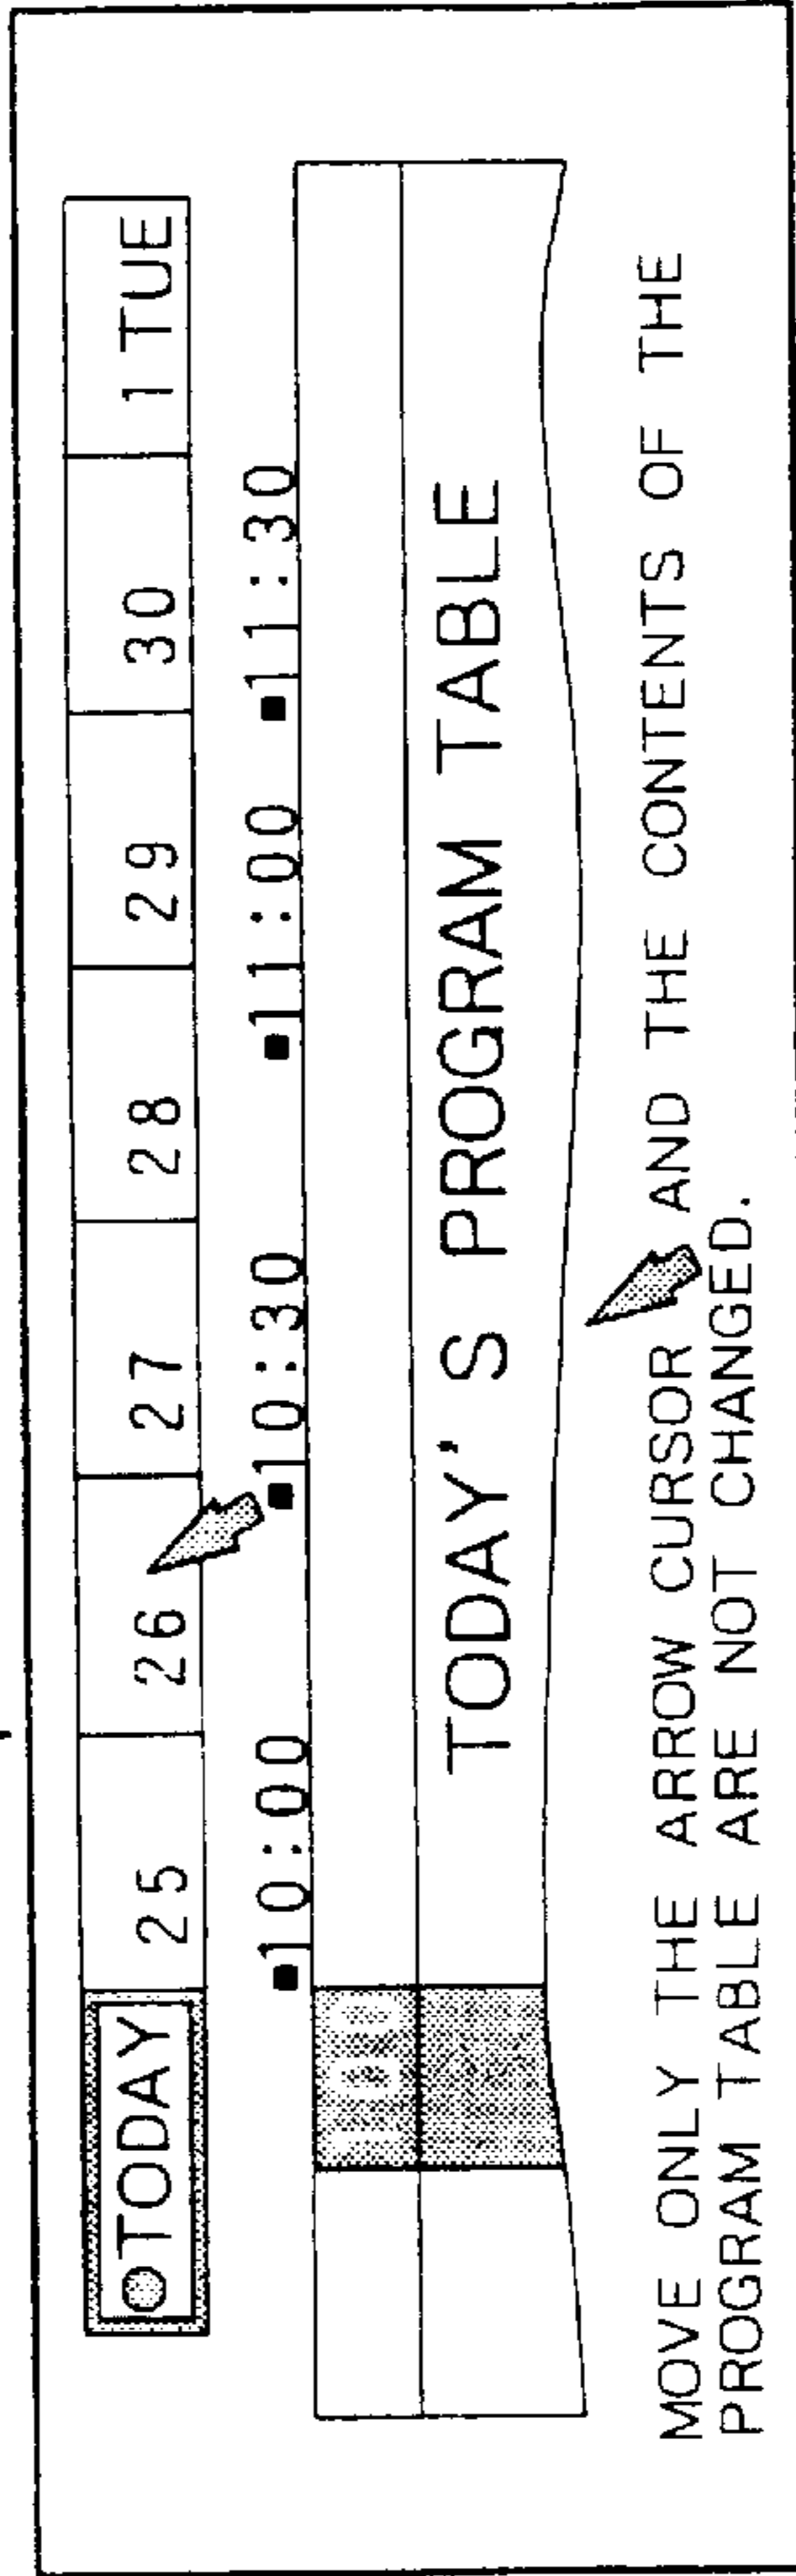 TODAY 25 26 27 28 29 30 1 TUE
10:00 10:30 11:00 11:30
TODAY'S PROGRAM TABLE
MOVE ONLY THE ARROW CURSOR AND THE CONTENTS OF THE
PROGRAM TABLE ARE NOT CHANGED.